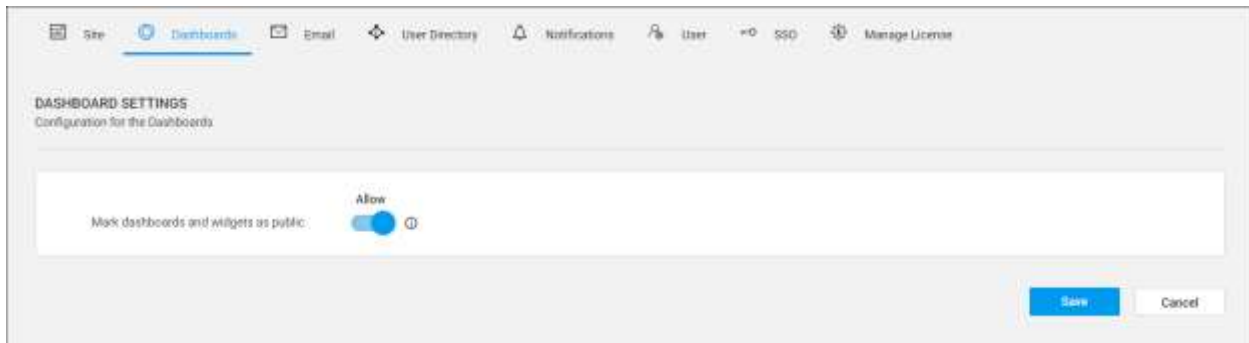 Site Dashboards Email User Directory Notifications User SSO Manage License
DASHBOARD SETTINGS
Configuration for the Dashboards
Allow
Mark dashboards and widgets as public
Save Cancel